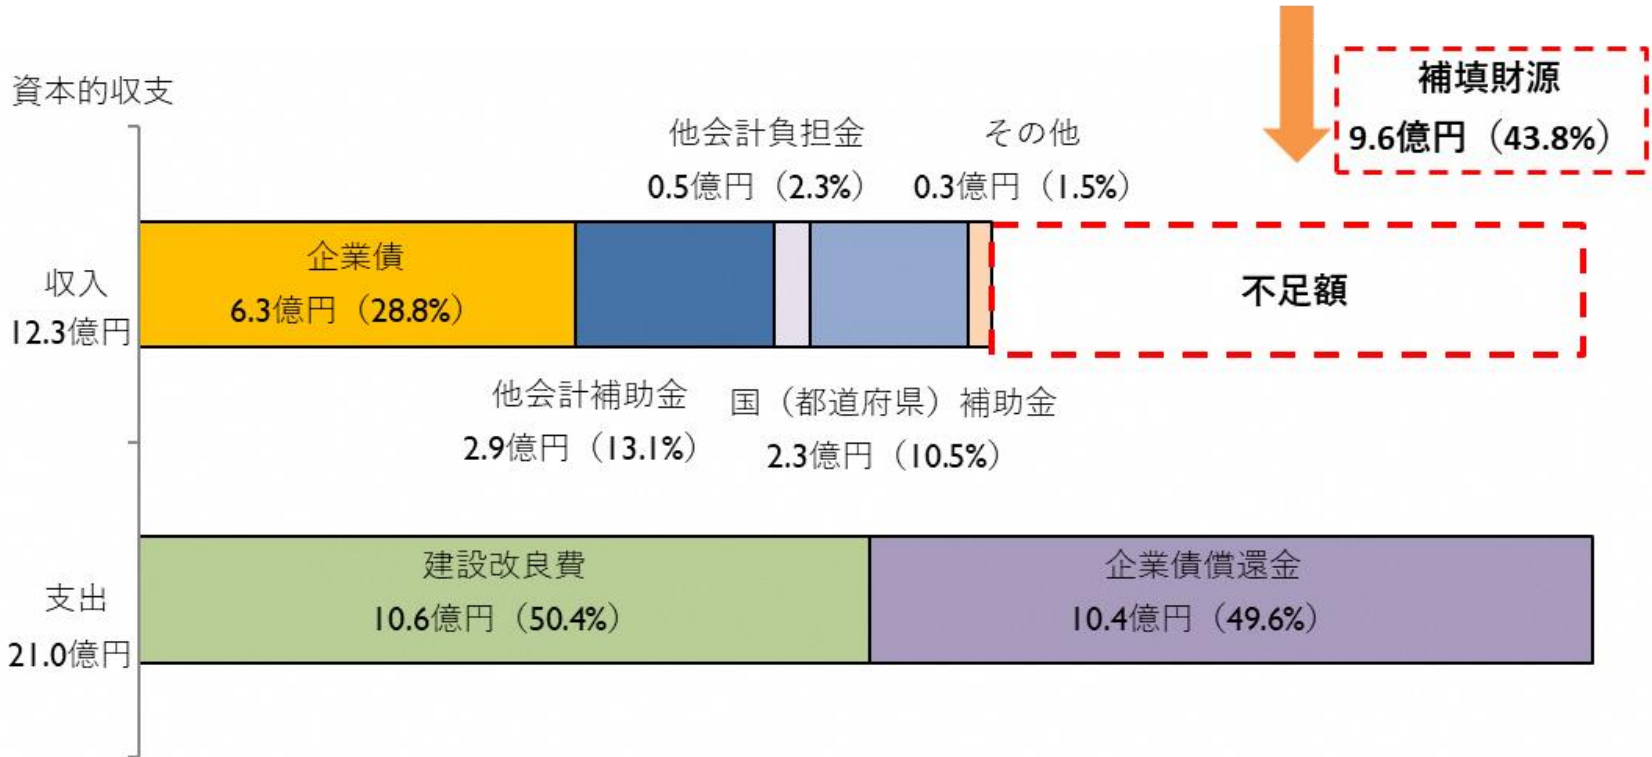 資本的収支
補填財源
9.6億円（43.8%）
他会計負担金
0.5億円（2.3%）
その他
0.3億円（1.5%）
収入
12.3億円
企業債
6.3億円（28.8%）
不足額
他会計補助金
2.9億円（13.1%）
国（都道府県）補助金
2.3億円（10.5%）
支出
21.0億円
建設改良費
10.6億円（50.4%）
企業債償還金
10.4億円（49.6%）